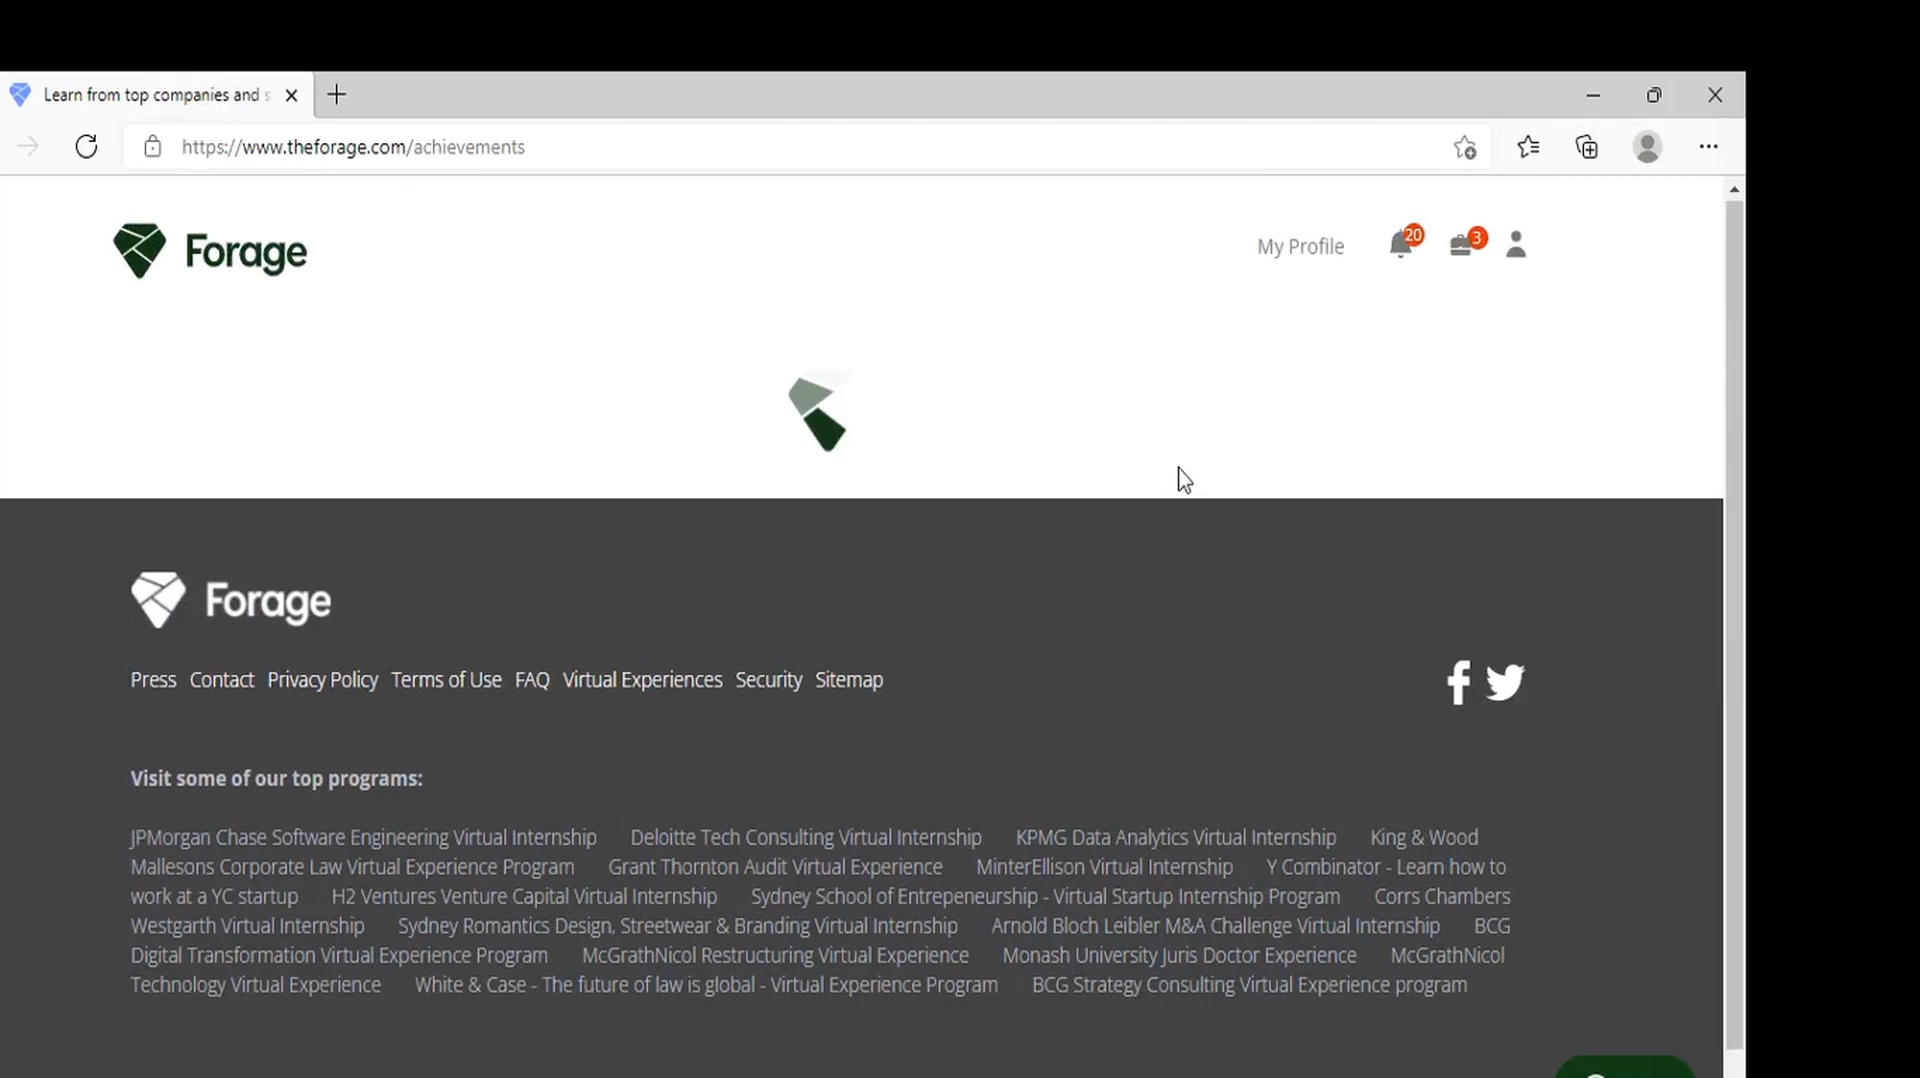 Learn from top companies and s
https://www.theforage.com/achievements
Forage
My Profile 20 3
Forage
Press Contact Privacy Policy Terms of Use FAQ Virtual Experiences Security Sitemap
Visit some of our top programs:
JPMorgan Chase Software Engineering Virtual Internship Deloitte Tech Consulting Virtual Internship KPMG Data Analytics Virtual Internship King & Wood
Mallesons Corporate Law Virtual Experience Program Grant Thornton Audit Virtual Experience MinterEllison Virtual Internship Y Combinator - Learn how to
work at a YC startup H2 Ventures Venture Capital Virtual Internship Sydney School of Entrepeneurship - Virtual Startup Internship Program Corrs Chambers
Westgarth Virtual Internship Sydney Romantics Design, Streetwear & Branding Virtual Internship Arnold Bloch Leibler M&A Challenge Virtual Internship BCG
Digital Transformation Virtual Experience Program McGrathNicol Restructuring Virtual Experience Monash University Juris Doctor Experience McGrathNicol
Technology Virtual Experience White & Case - The future of law is global - Virtual Experience Program BCG Strategy Consulting Virtual Experience program